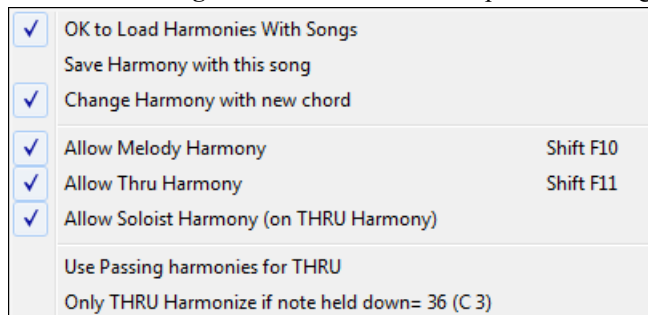 OK to Load Harmonies With Songs
Save Harmony with this song
Change Harmony with new chord
Allow Melody Harmony Shift F10
Allow Thru Harmony Shift F11
Allow Soloist Harmony (on THRU Harmony)
Use Passing harmonies for THRU
Only THRU Harmonize if note held down= 36 (C 3)